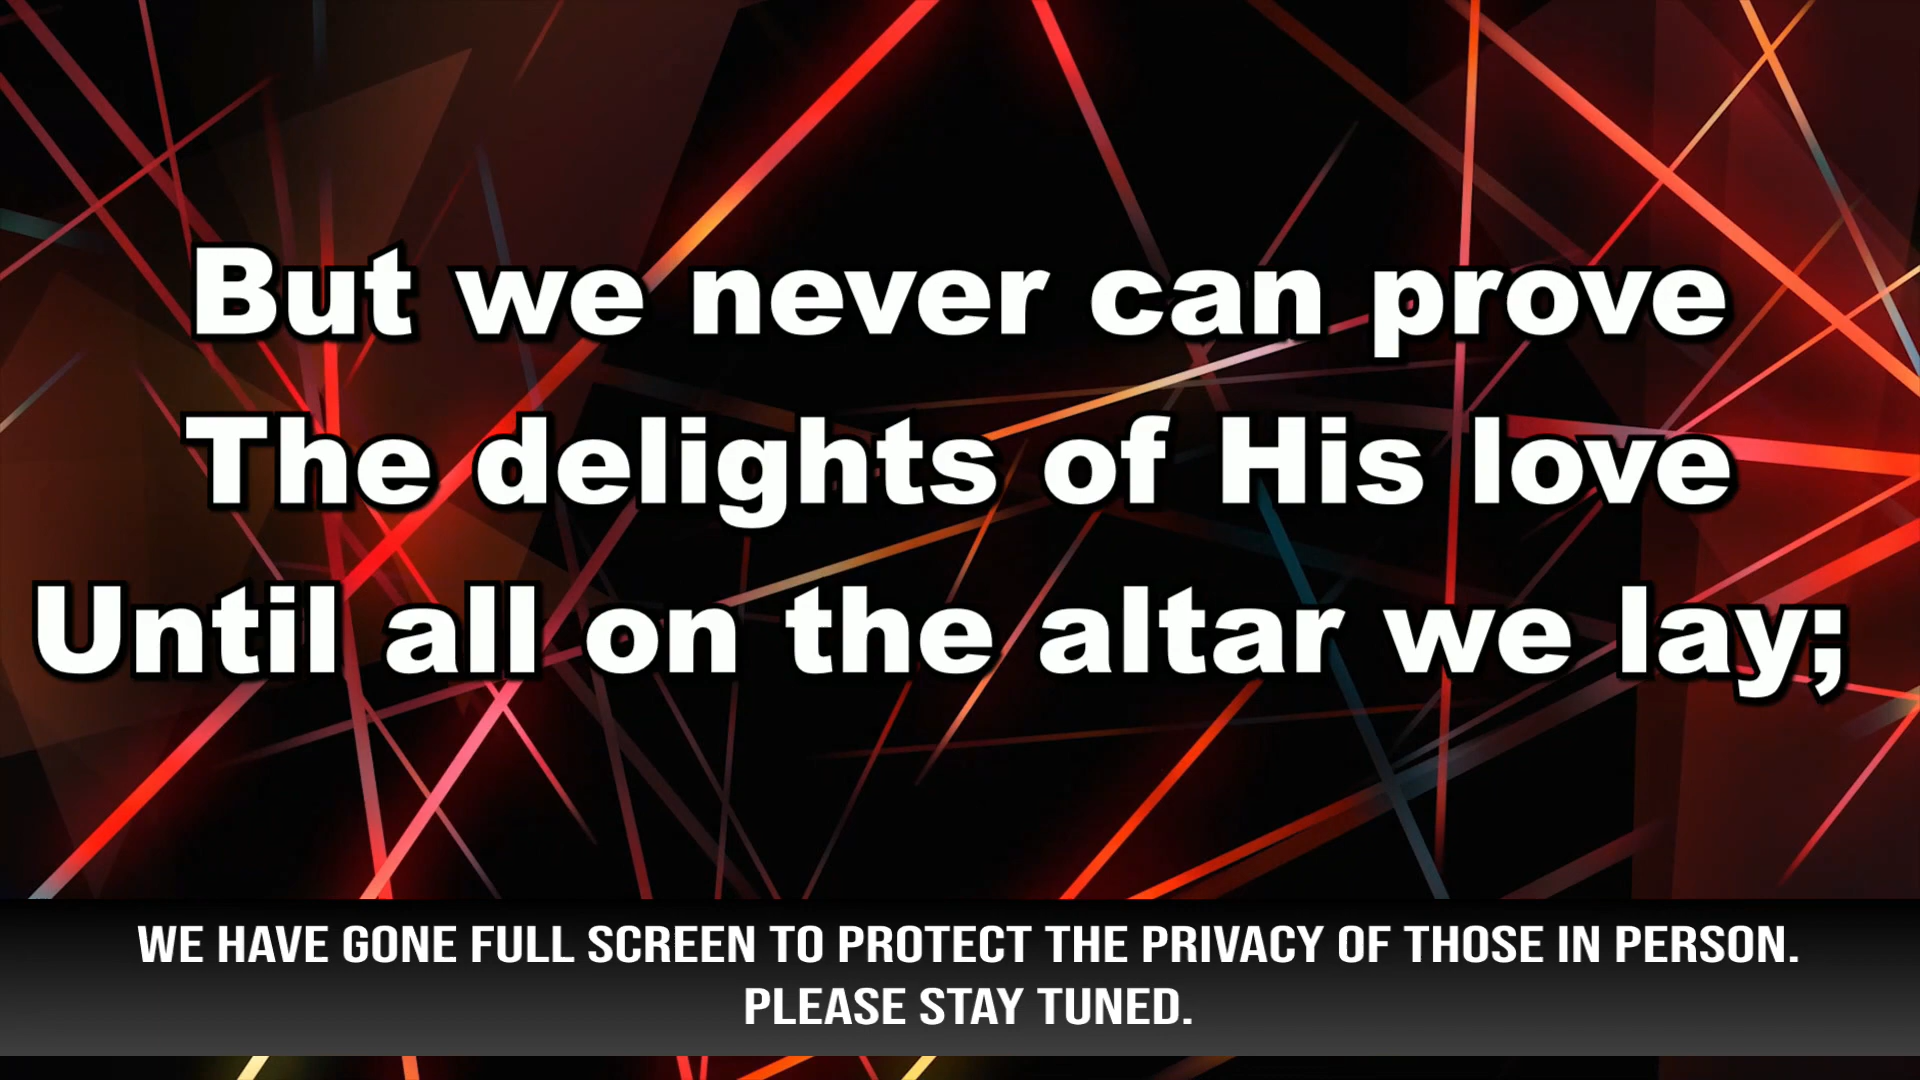 But we never can prove
The delights of His love
Until all on the altar we lay;
WE HAVE GONE FULL SCREEN TO PROTECT THE PRIVACY OF THOSE IN PERSON.
PLEASE STAY TUNED.